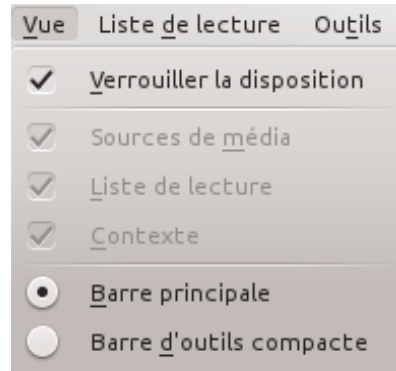 Vue Liste de lecture Outils
Verrouiller la disposition
Sources de média
Liste de lecture
Contexte
Barre principale
Barre d'outils compacte